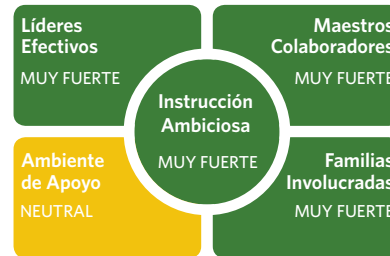 Líderes
Efectivos
MUY FUERTE
Maestros
Colaboradores
MUY FUERTE
Instrucción
Ambiciosa
MUY FUERTE
Ambiente
de Apoyo
NEUTRAL
Familias
Involucradas
MUY FUERTE